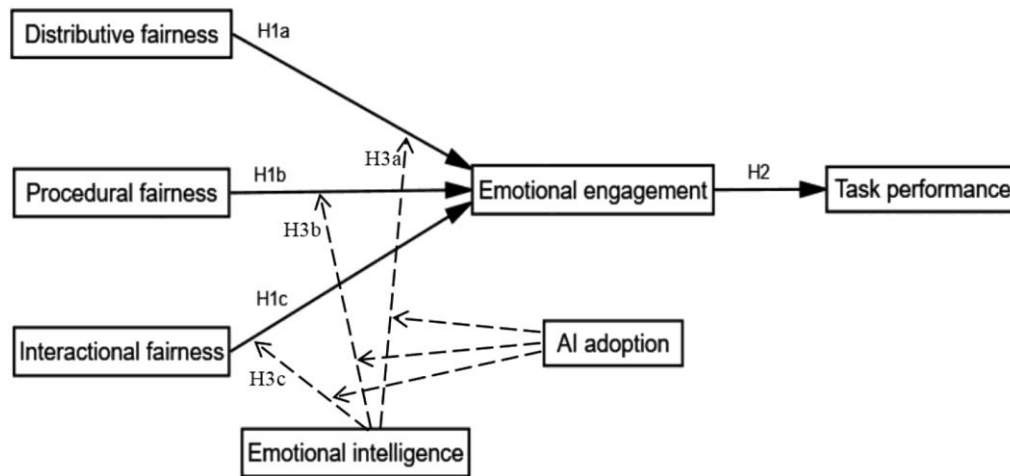 Distributive fairness
H1a
H3a
Procedural fairness
H1b
Emotional engagement
H2
Task performance
H3b
H1c
Interactional fairness
AI adoption
H3c
Emotional intelligence